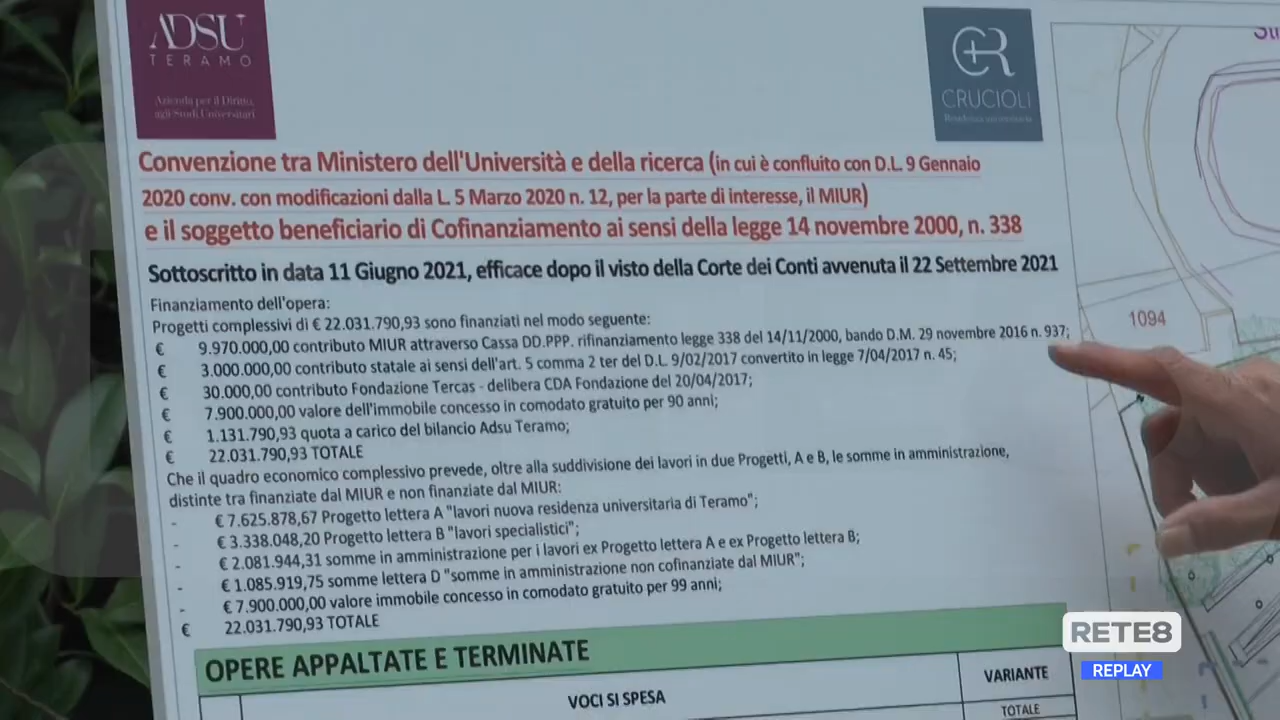 ADSU
TERAMO
Azienda per il Diritto
agli Studi Universitari
CR
CRUCIOLI
Residenza universitaria
Convenzione tra Ministero dell'Università e della ricerca (in cui è confluito con D.L. 9 Gennaio
2020 conv. con modificazioni dalla L. 5 Marzo 2020 n. 12, per la parte di interesse, il MIUR)
e il soggetto beneficiario di Cofinanziamento ai sensi della legge 14 novembre 2000, n. 338
Sottoscritto in data 11 Giugno 2021, efficace dopo il visto della Corte dei Conti avvenuta il 22 Settembre 2021
Finanziamento dell'opera:
Progetti complessivi di € 22.031.790,93 sono finanziati nel modo seguente:
€ 9.970.000,00 contributo MIUR attraverso Cassa DD.PPP. rifinanziamento legge 338 del 14/11/2000, bando D.M. 29 novembre 2016 n. 937;
€ 3.000.000,00 contributo statale ai sensi dell'art. 5 comma 2 ter del D.L. 9/02/2017 convertito in legge 7/04/2017 n. 45;
€ 30.000,00 contributo Fondazione Tercas - delibera CDA Fondazione del 20/04/2017;
€ 7.900.000,00 valore dell'immobile concesso in comodato gratuito per 90 anni;
€ 1.131.790,93 quota a carico del bilancio Adsu Teramo;
€ 22.031.790,93 TOTALE
Che il quadro economico complessivo prevede, oltre alla suddivisione dei lavori in due Progetti, A e B, le somme in amministrazione,
distinte tra finanziate dal MIUR e non finanziate dal MIUR:
- € 7.625.878,67 Progetto lettera A "lavori nuova residenza universitaria di Teramo";
- € 3.338.048,20 Progetto lettera B "lavori specialistici";
- € 2.081.944,31 somme in amministrazione per i lavori ex Progetto lettera A e ex Progetto lettera B;
- € 1.085.919,75 somme lettera D "somme in amministrazione non cofinanziate dal MIUR";
- € 7.900.000,00 valore immobile concesso in comodato gratuito per 99 anni;
€ 22.031.790,93 TOTALE
OPERE APPALTATE E TERMINATE
VOCI SI SPESA
VARIANTE
TOTALE
1094
RETE8
REPLAY